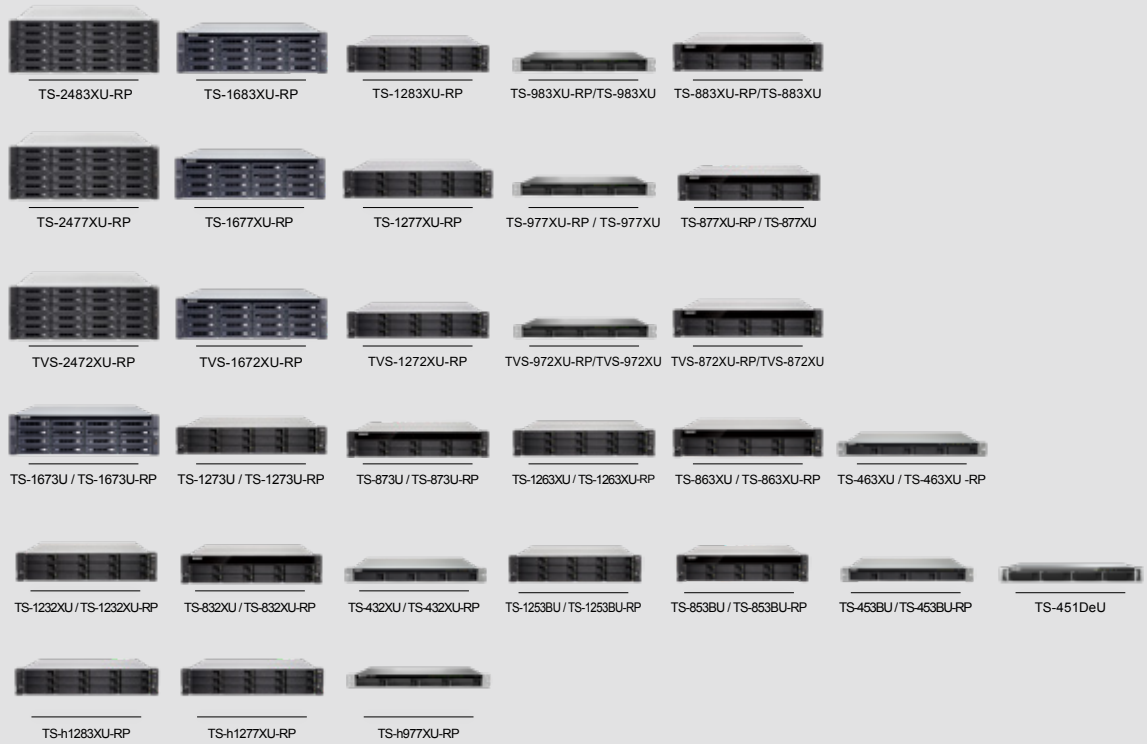 TS-2483XU-RP
TS-1683XU-RP
TS-1283XU-RP
TS-983XU-RP/TS-983XU
TS-883XU-RP/TS-883XU
TS-2477XU-RP
TS-1677XU-RP
TS-1277XU-RP
TS-977XU-RP / TS-977XU
TS-877XU-RP / TS-877XU
TVS-2472XU-RP
TVS-1672XU-RP
TVS-1272XU-RP
TVS-972XU-RP/TVS-972XU
TVS-872XU-RP/TVS-872XU
TS-1673U / TS-1673U-RP
TS-1273U / TS-1273U-RP
TS-873U / TS-873U-RP
TS-1263XU / TS-1263XU-RP
TS-863XU / TS-863XU-RP
TS-463XU / TS-463XU -RP
TS-1232XU / TS-1232XU-RP
TS-832XU / TS-832XU-RP
TS-432XU / TS-432XU-RP
TS-1253BU / TS-1253BU-RP
TS-853BU / TS-853BU-RP
TS-453BU / TS-453BU-RP
TS-451DeU
TS-h1283XU-RP
TS-h1277XU-RP
TS-h977XU-RP